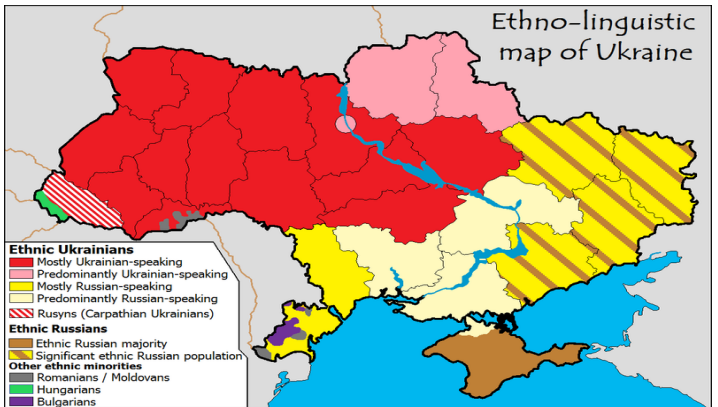 Ethno-linguistic
map of Ukraine
Ethnic Ukrainians
Mostly Ukrainian-speaking
Predominantly Ukrainian-speaking
Mostly Russian-speaking
Predominantly Russian-speaking
Rusyns (Carpathian Ukrainians)
Ethnic Russians
Ethnic Russian majority
Significant ethnic Russian population
Other ethnic minorities
Romanians / Moldovans
Hungarians
Bulgarians